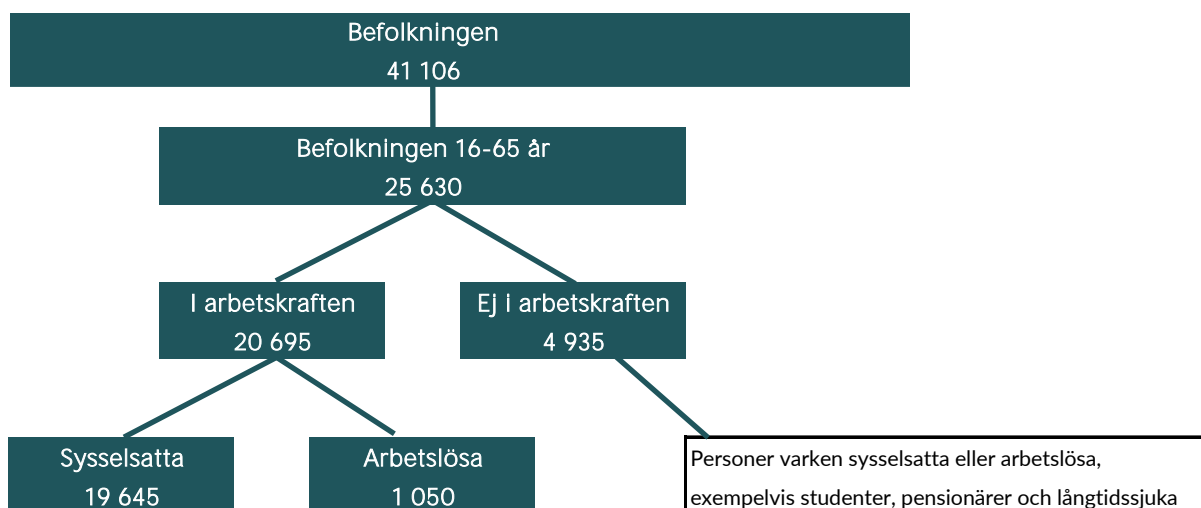 Befolkningen
41 106
Befolkningen 16-65 år
25 630
I arbetskraften
20 695
Ej i arbetskraften
4 935
Sysselsatta
19 645
Arbetslösa
1 050
Personer varken sysselsatta eller arbetslösa,
exempelvis studenter, pensionärer och långtidssjuka